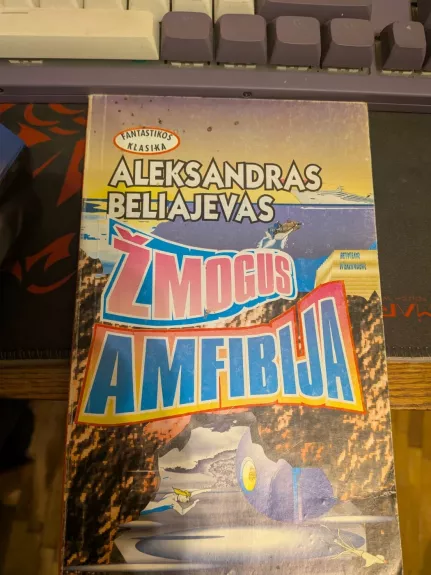 FANTASTIKOS
KLASIKA
ALEKSANDRAS
BELIAJEVAS
ŽMOGUS
AMFIBIJA